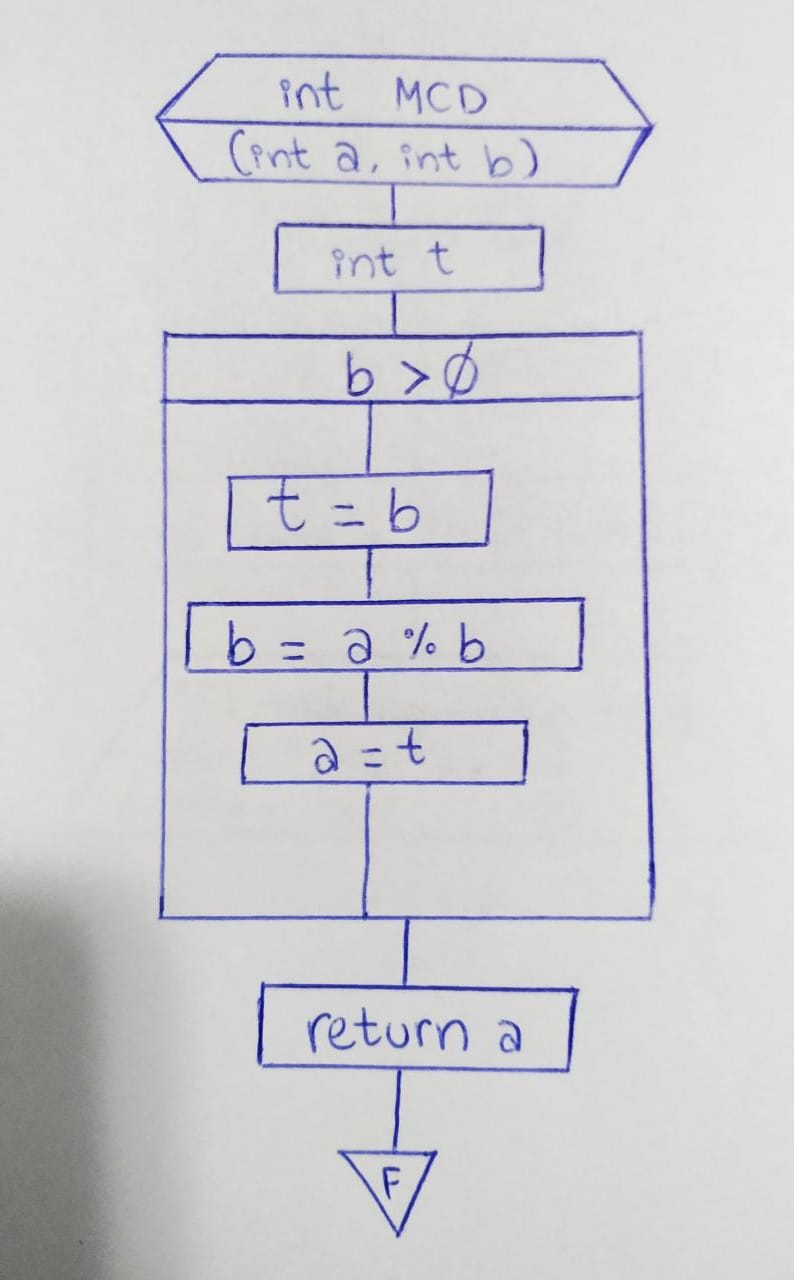 int MCD
(int a, int b)
int t
b > Ø
t = b
b = a % b
a = t
return a
F